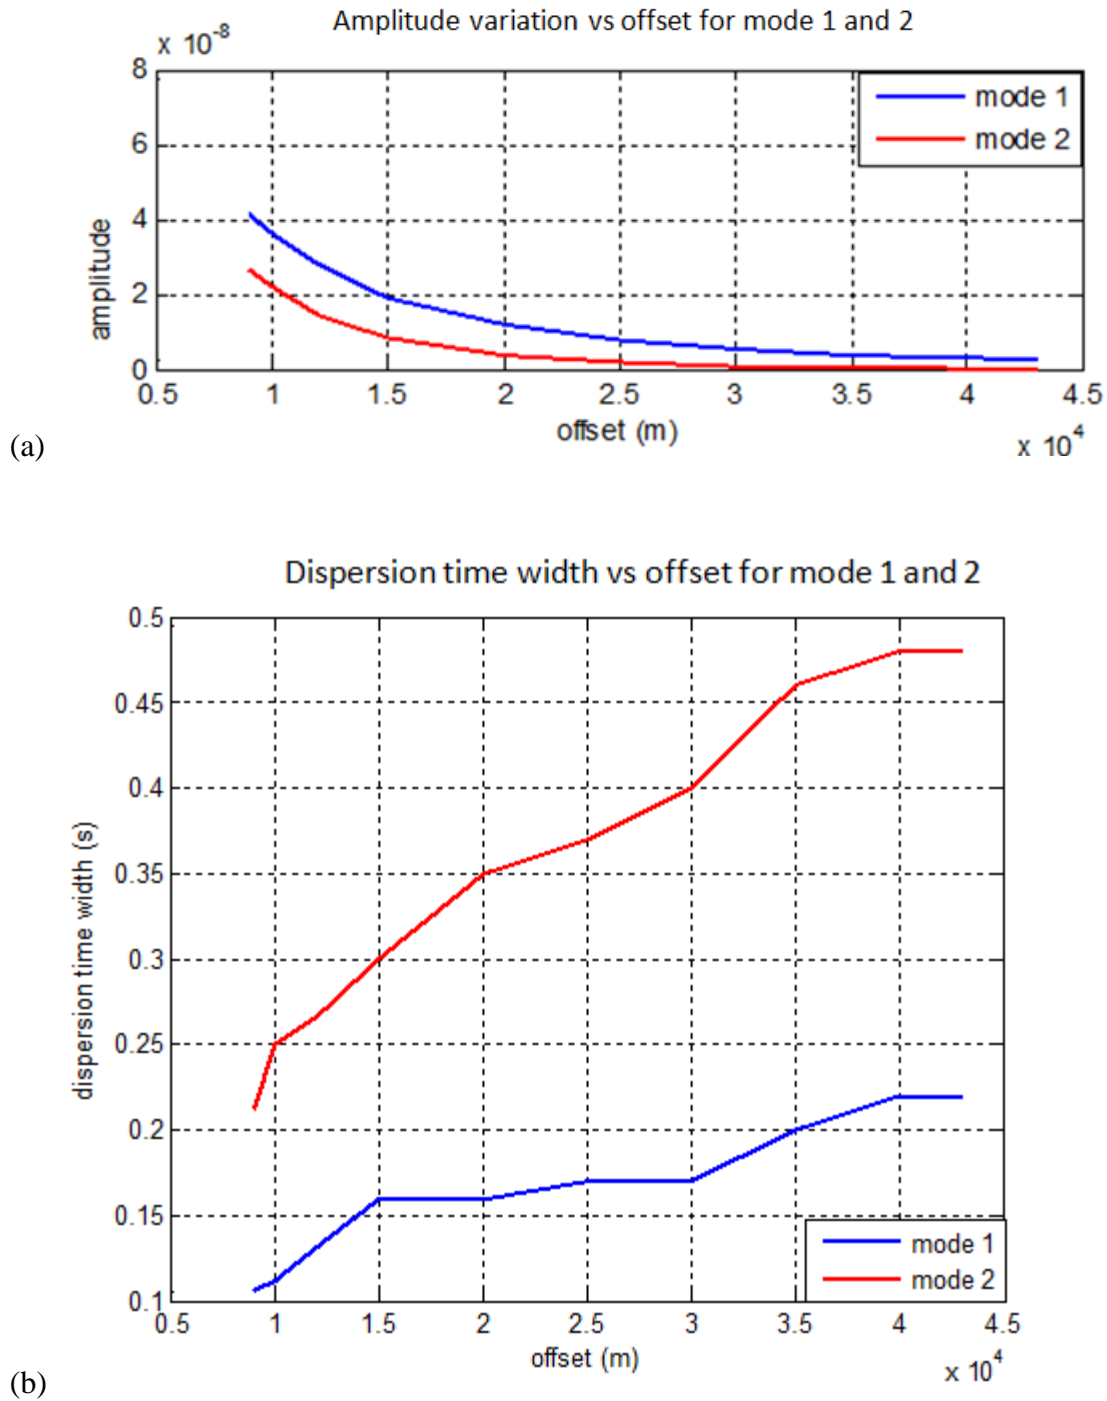 Amplitude variation vs offset for mode 1 and 2
x 10^-8
8
6
4
2
0
amplitude
mode 1
mode 2
0.5 1 1.5 2 2.5 3 3.5 4 4.5
offset (m)
x 10^4
(a)
Dispersion time width vs offset for mode 1 and 2
0.5
0.45
0.4
0.35
0.3
0.25
0.2
0.15
0.1
dispersion time width (s)
mode 1
mode 2
0.5 1 1.5 2 2.5 3 3.5 4 4.5
offset (m)
x 10^4
(b)